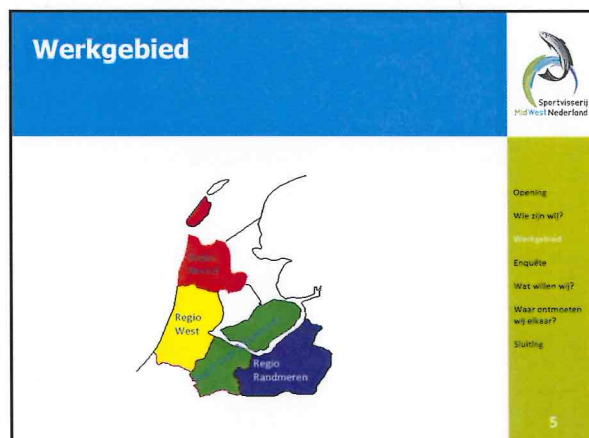 Werkgebied
Sportvisserij
MidWest Nederland
Opening
Wie zijn wij?
Werkgebied
Enquête
Wat willen wij?
Waar ontmoeten
wij elkaar?
Sluiting
Regio
West
Regio
Randmeren
5